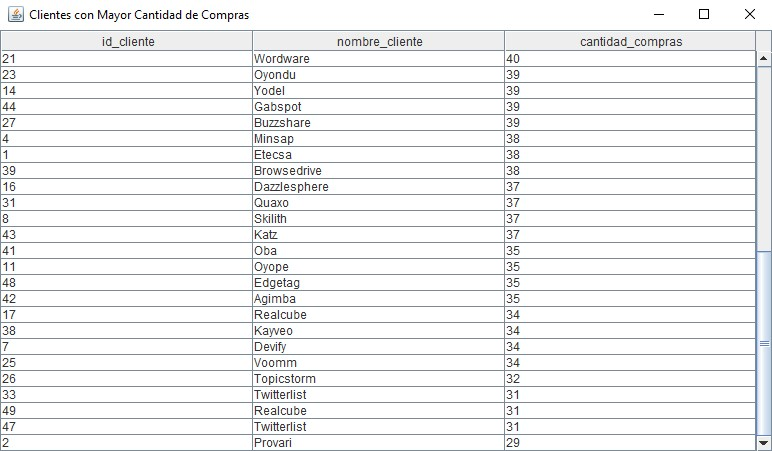 Clientes con Mayor Cantidad de Compras
id_cliente nombre_cliente cantidad_compras
21 Wordware 40
23 Oyondu 39
14 Yodel 39
44 Gabspot 39
27 Buzzshare 39
4 Minsap 38
1 Etecsa 38
39 Browsedrive 38
16 Dazzlesphere 37
31 Quaxo 37
8 Skilith 37
43 Katz 37
41 Oba 35
11 Oyope 35
48 Edgetag 35
42 Agimba 35
17 Realcube 34
38 Kayveo 34
7 Devify 34
25 Voomm 34
26 Topicstorm 32
33 Twitterlist 31
49 Realcube 31
47 Twitterlist 31
2 Provari 29